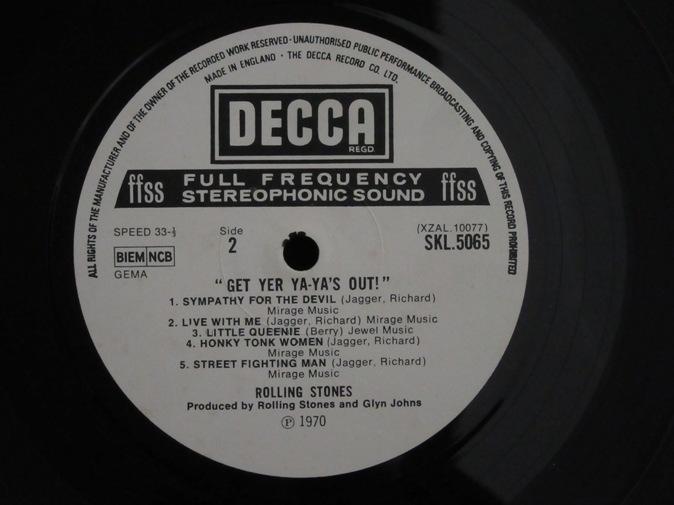 ALL RIGHTS OF THE MANUFACTURER AND OF THE OWNER OF THE RECORDED WORK RESERVED · UNAUTHORISED PUBLIC PERFORMANCE BROADCASTING AND COPYING OF THIS RECORD PROHIBITED
MADE IN ENGLAND · THE DECCA RECORD CO. LTD.
DECCA
REGD.
ffss FULL FREQUENCY STEREOPHONIC SOUND ffss
SPEED 33-⅓
Side
2
(XZAL.10077)
SKL.5065
BIEM NCB
GEMA
"GET YER YA-YA'S OUT!"
1. SYMPATHY FOR THE DEVIL (Jagger, Richard)
Mirage Music
2. LIVE WITH ME (Jagger, Richard) Mirage Music
3. LITTLE QUEENIE (Berry) Jewel Music
4. HONKY TONK WOMEN (Jagger, Richard)
Mirage Music
5. STREET FIGHTING MAN (Jagger, Richard)
Mirage Music
ROLLING STONES
Produced by Rolling Stones and Glyn Johns
Ⓟ 1970